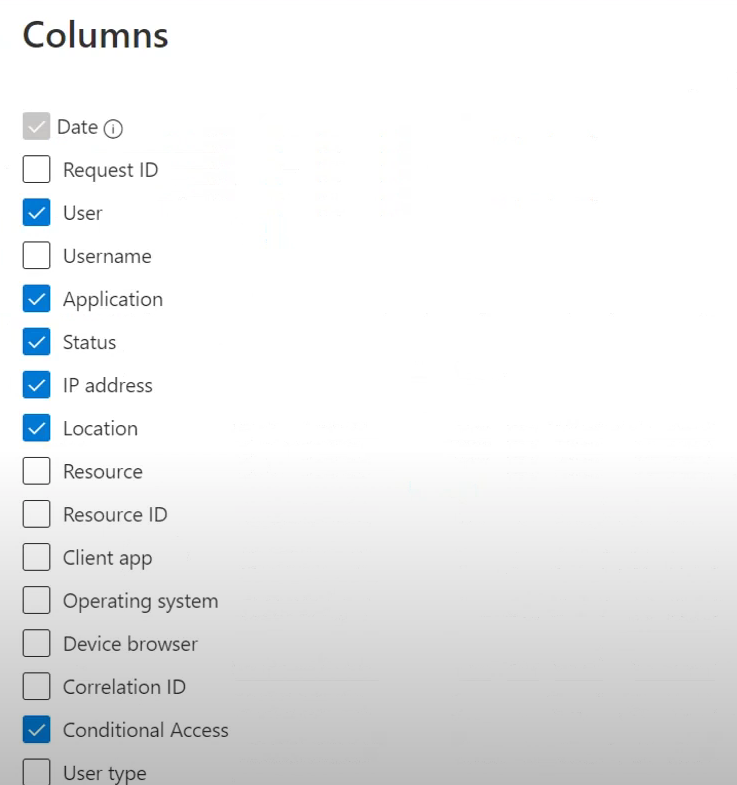 Columns
Date
Request ID
User
Username
Application
Status
IP address
Location
Resource
Resource ID
Client app
Operating system
Device browser
Correlation ID
Conditional Access
User type